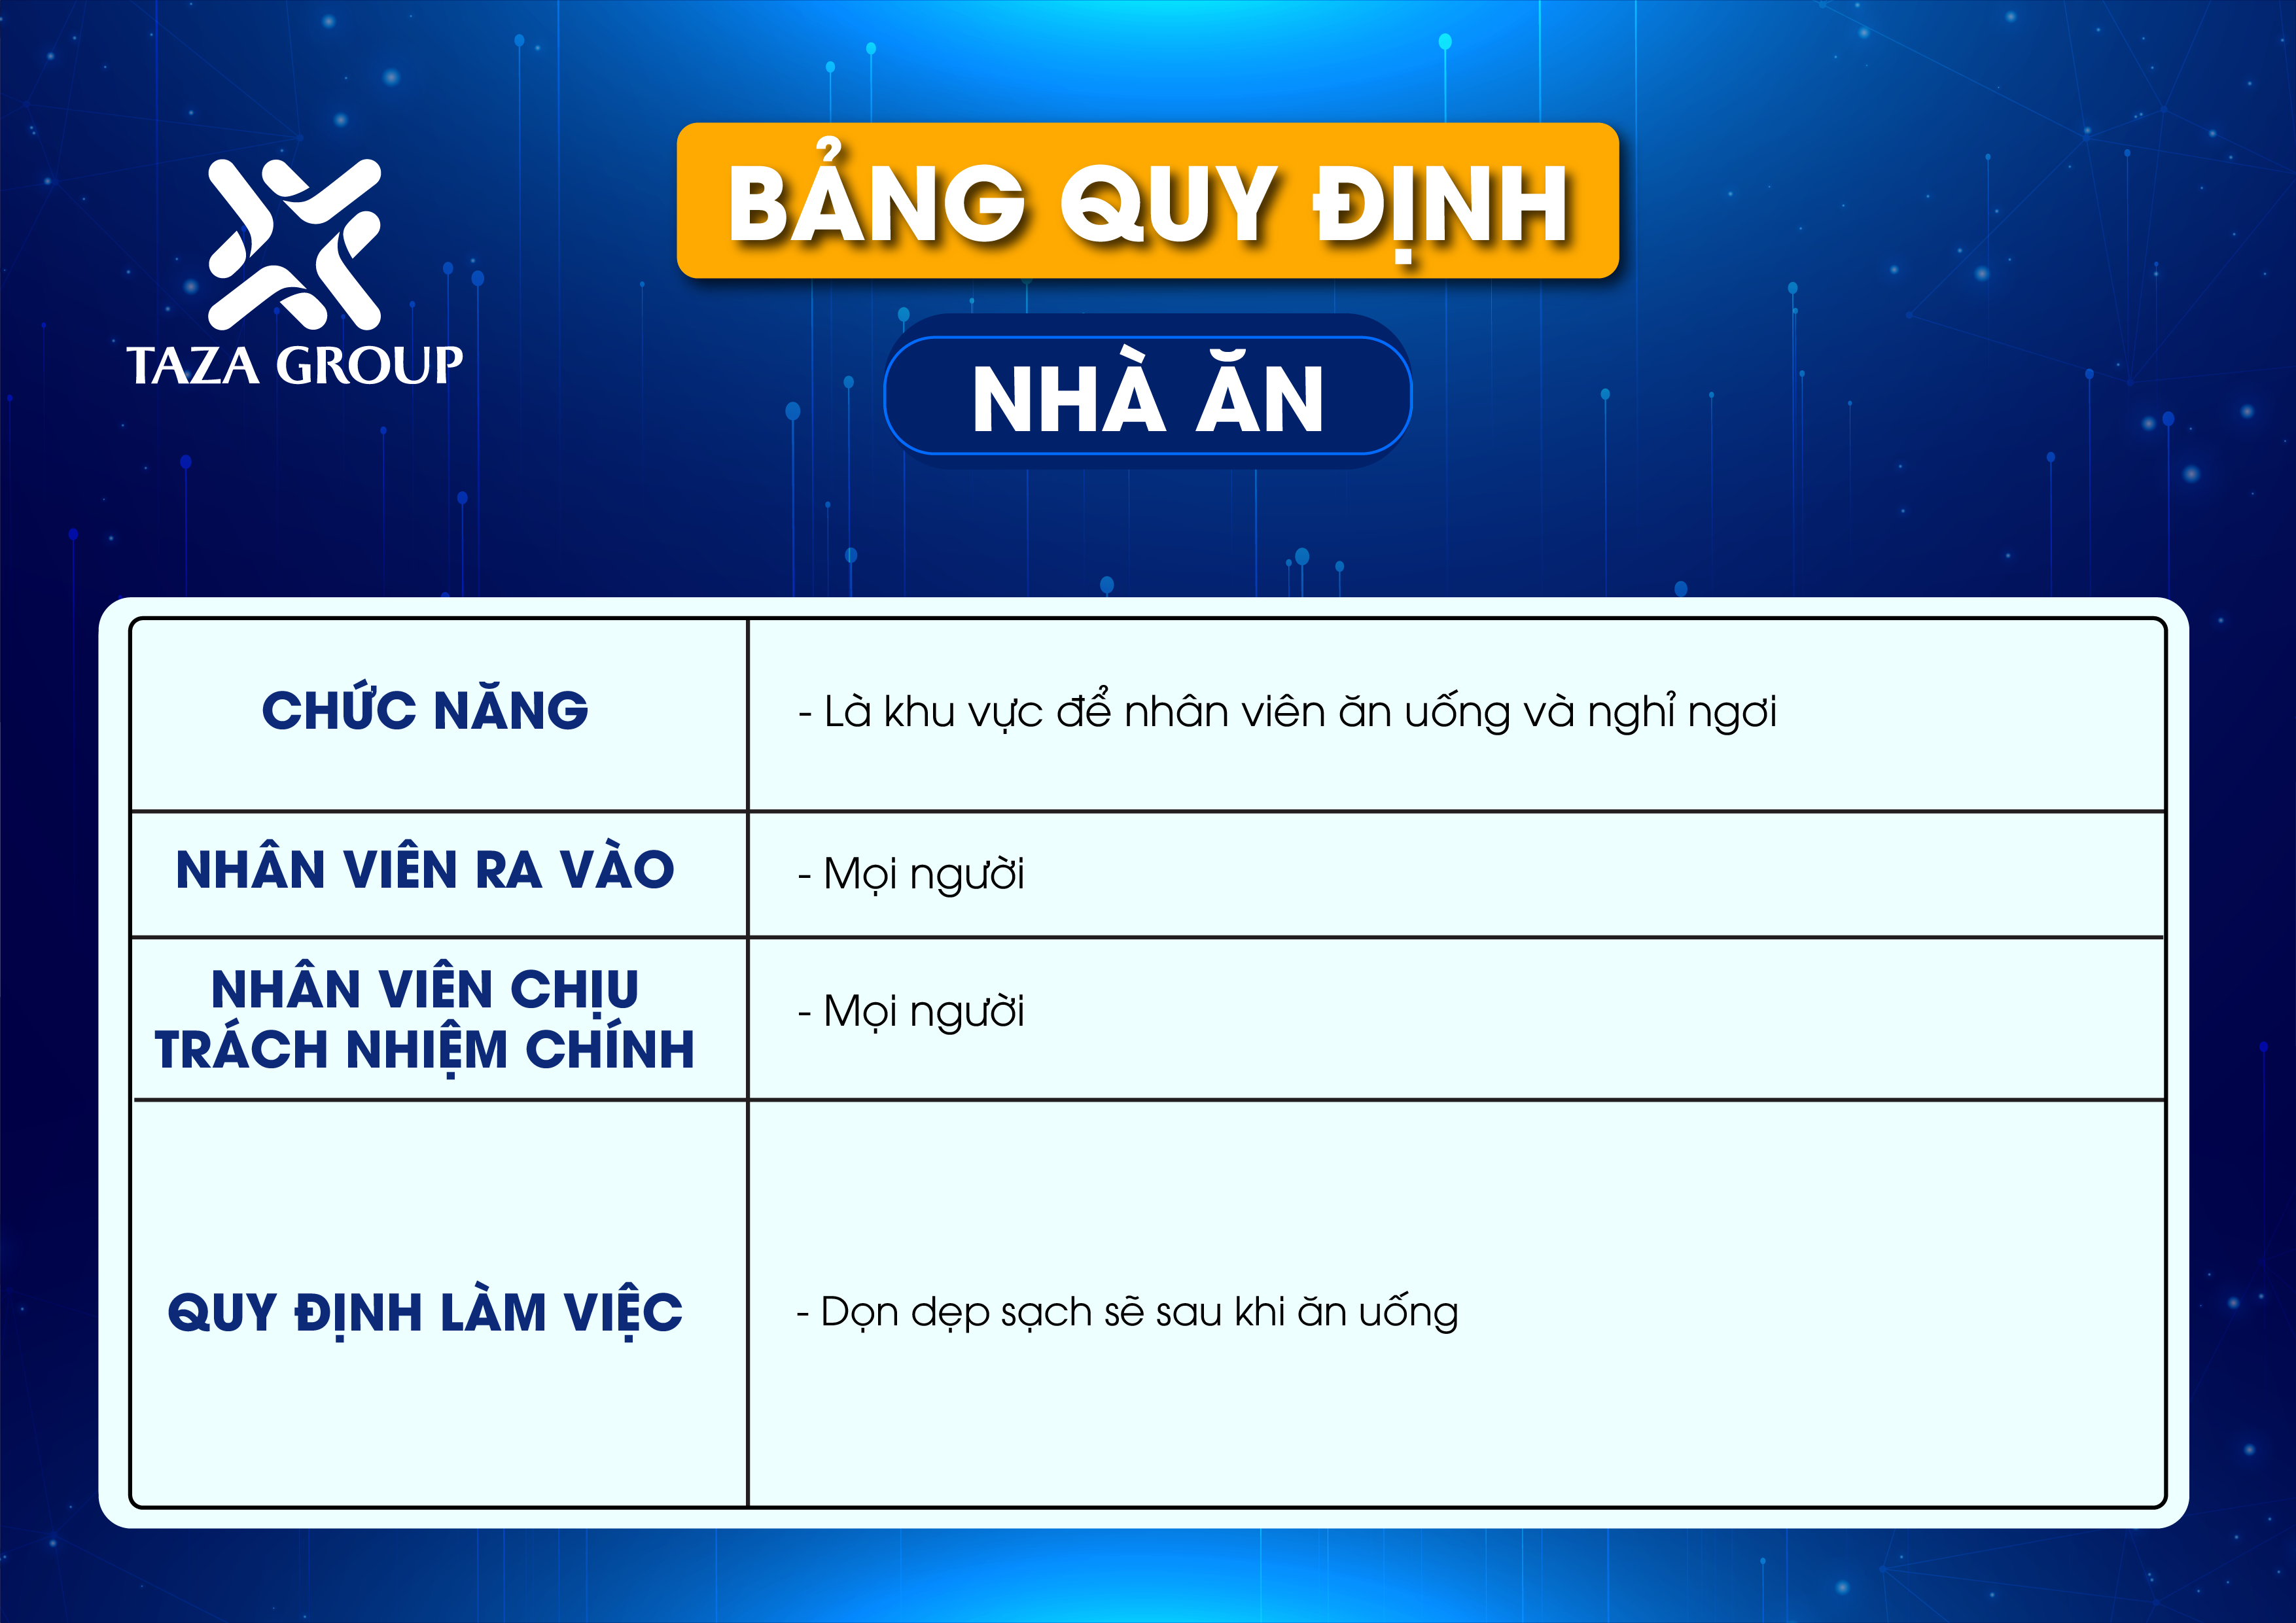 BẢNG QUY ĐỊNH
TAZA GROUP
NHÀ ĂN
CHỨC NĂNG
- Là khu vực để nhân viên ăn uống và nghỉ ngơi
NHÂN VIÊN RA VÀO
- Mọi người
NHÂN VIÊN CHỊU
TRÁCH NHIỆM CHÍNH
- Mọi người
QUY ĐỊNH LÀM VIỆC
- Dọn dẹp sạch sẽ sau khi ăn uống